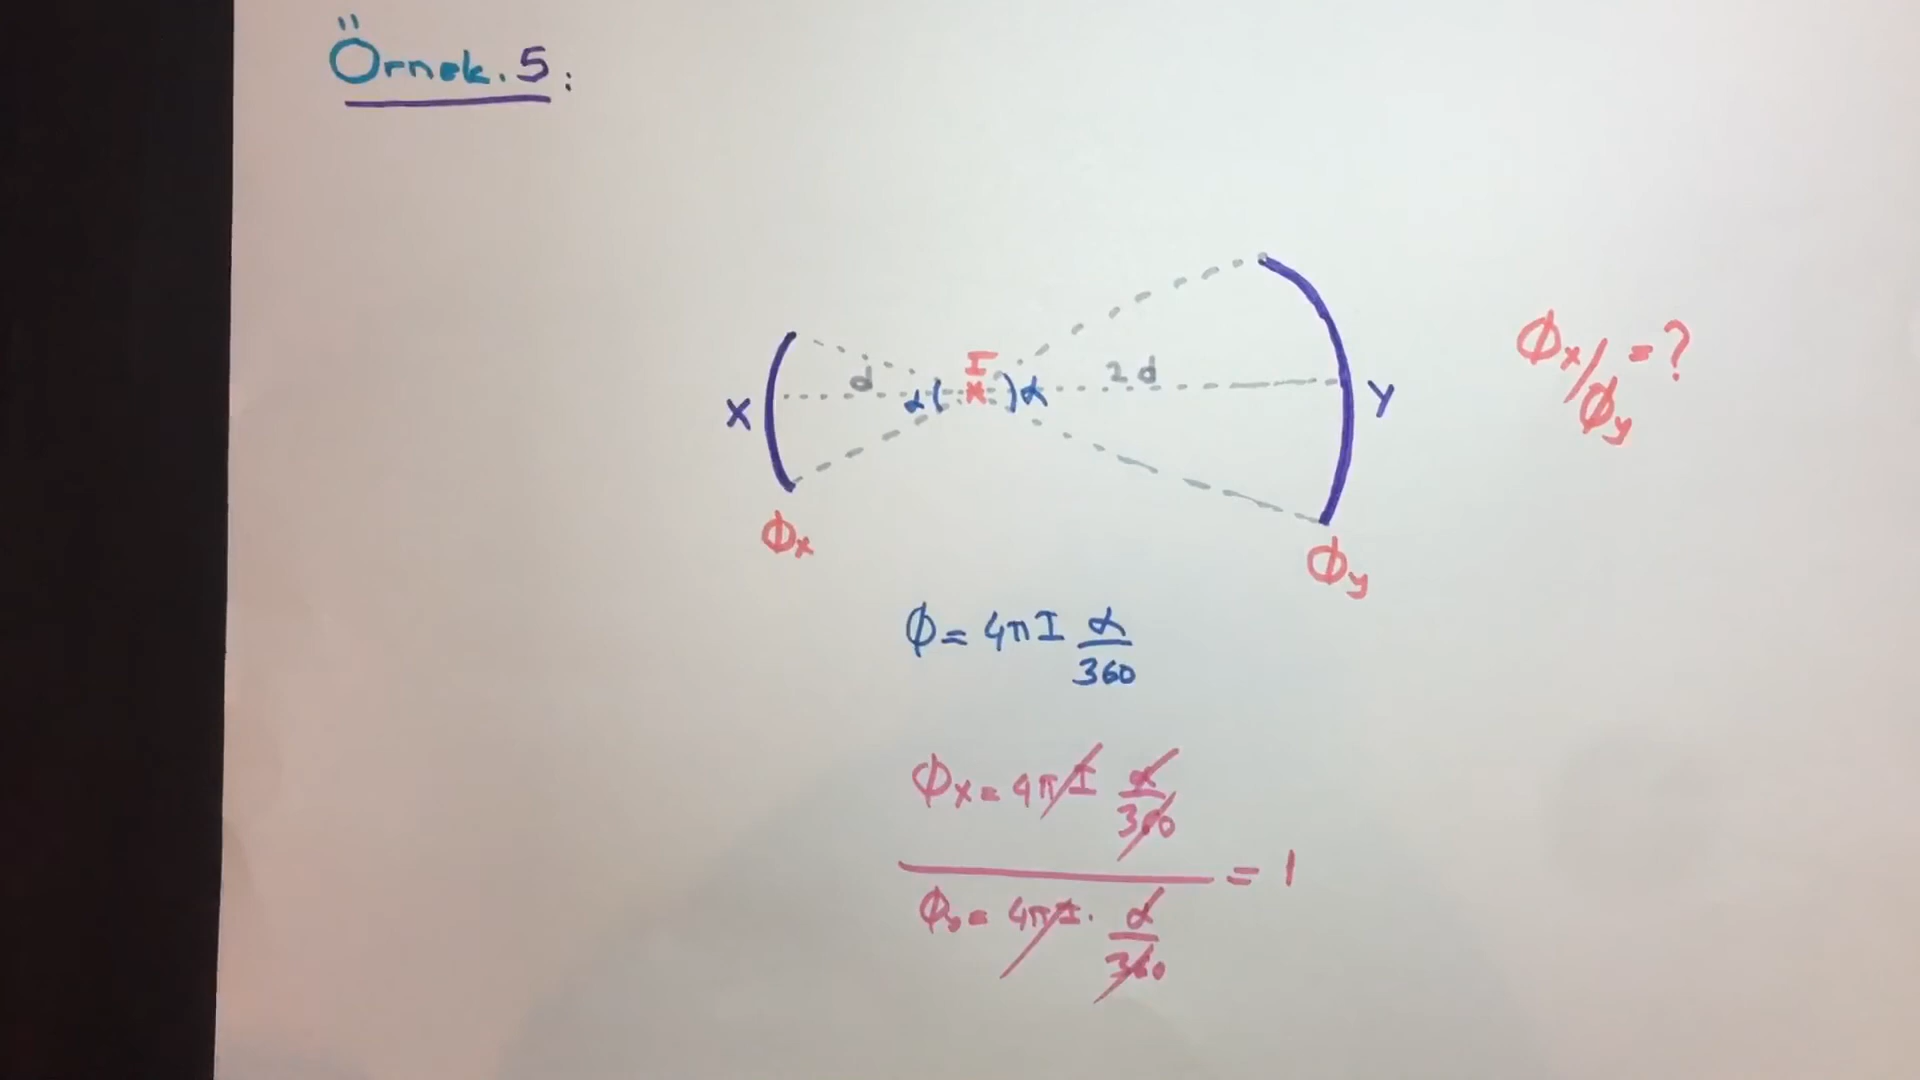 Örnek.5:
I
d
2d
α ( x ) α
X
Y
ϕx/ϕy = ?
ϕx
ϕy
ϕ = 4πI α/360
ϕx = 4πI α/360
= 1
ϕy = 4πI. α/360